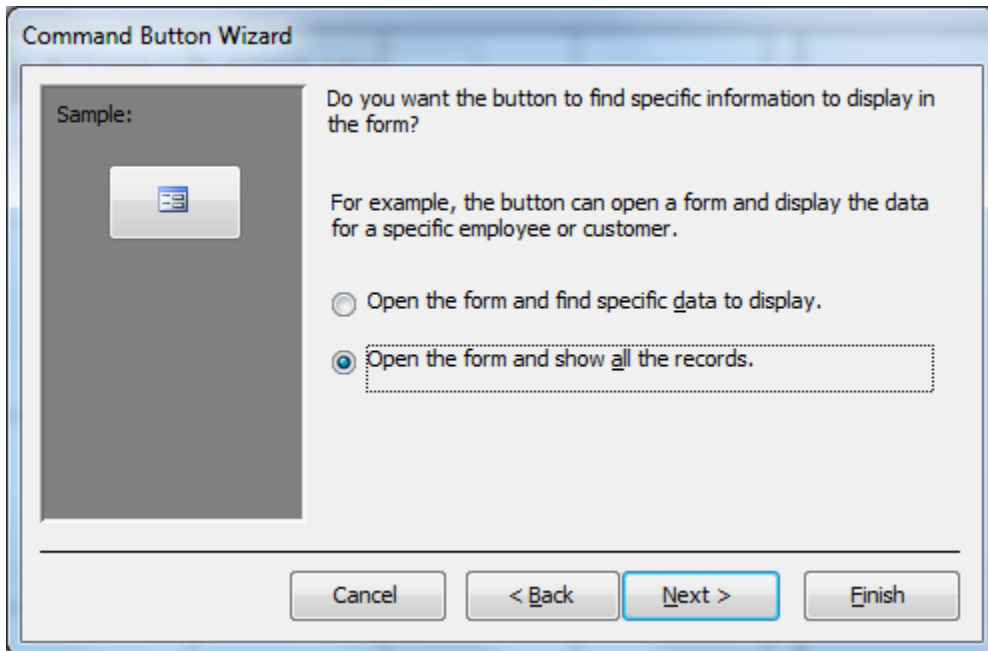 Command Button Wizard
Sample:
Do you want the button to find specific information to display in
the form?
For example, the button can open a form and display the data
for a specific employee or customer.
Open the form and find specific data to display.
Open the form and show all the records.
Cancel
< Back
Next >
Finish